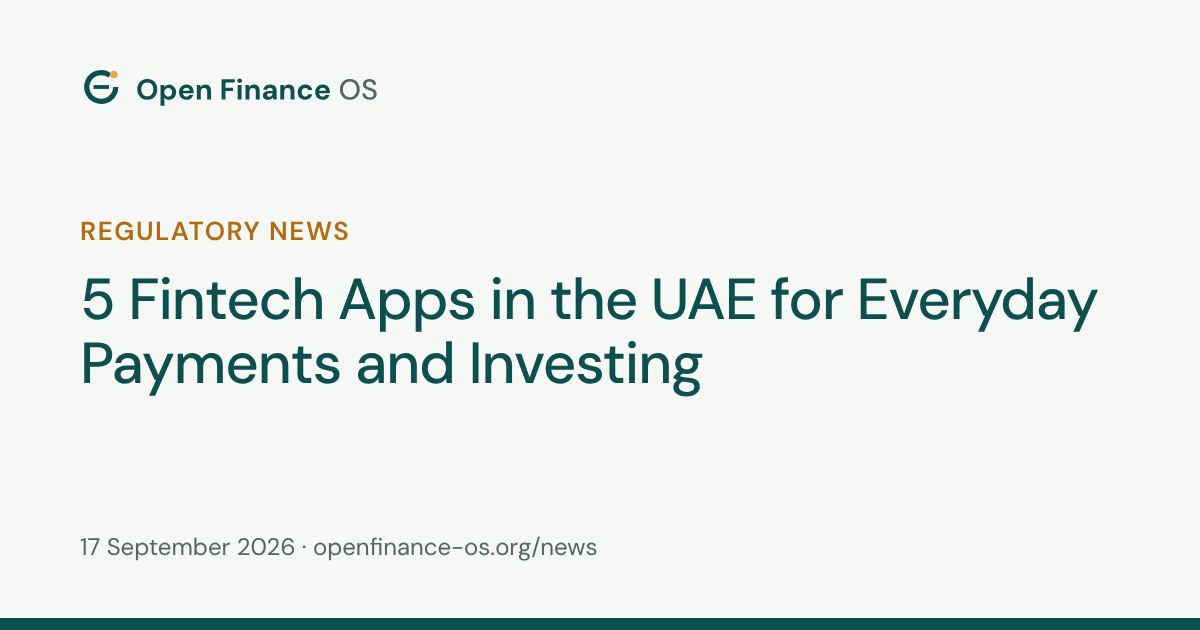 Open Finance OS
REGULATORY NEWS
5 Fintech Apps in the UAE for Everyday
Payments and Investing
17 September 2026 · openfinance-os.org/news